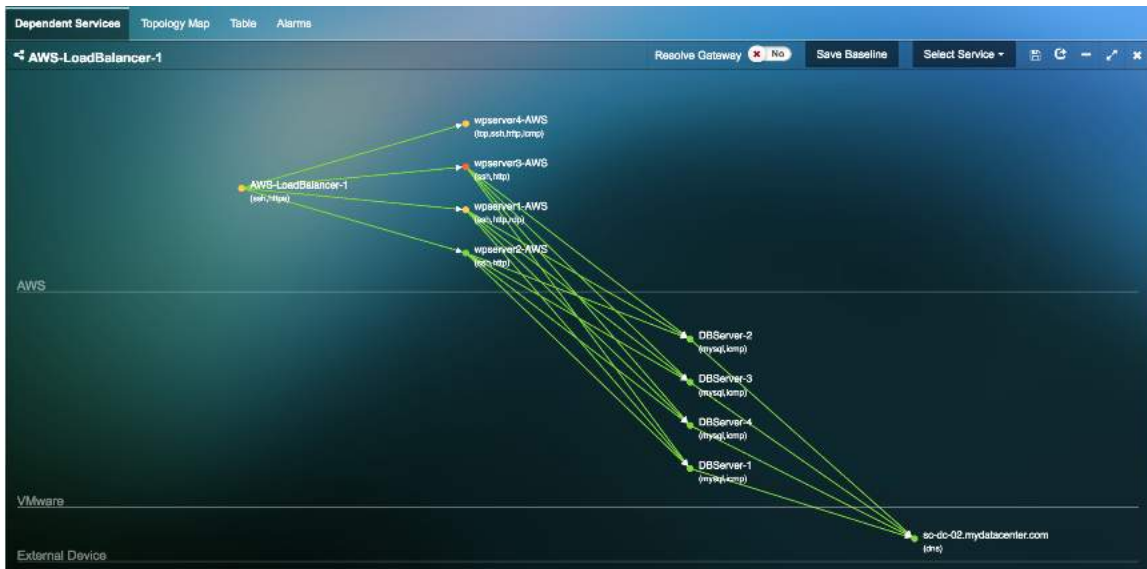 Dependent Services Topology Map Table Alarms
AWS-LoadBalancer-1 Resolve Gateway No Save Baseline Select Service
wpserver4-AWS
(tcp,ssh,http,icmp)
wpserver3-AWS
(ssh,http)
AWS-LoadBalancer-1
(ssh,https)
wpserver1-AWS
(ssh,http,rdp)
wpserver2-AWS
(ssh,http)
AWS
DBServer-2
(mysql,icmp)
DBServer-3
(mysql,icmp)
DBServer-4
(mysql,icmp)
DBServer-1
(mysql,icmp)
VMware
sc-dc-02.mydatacenter.com
(dns)
External Device